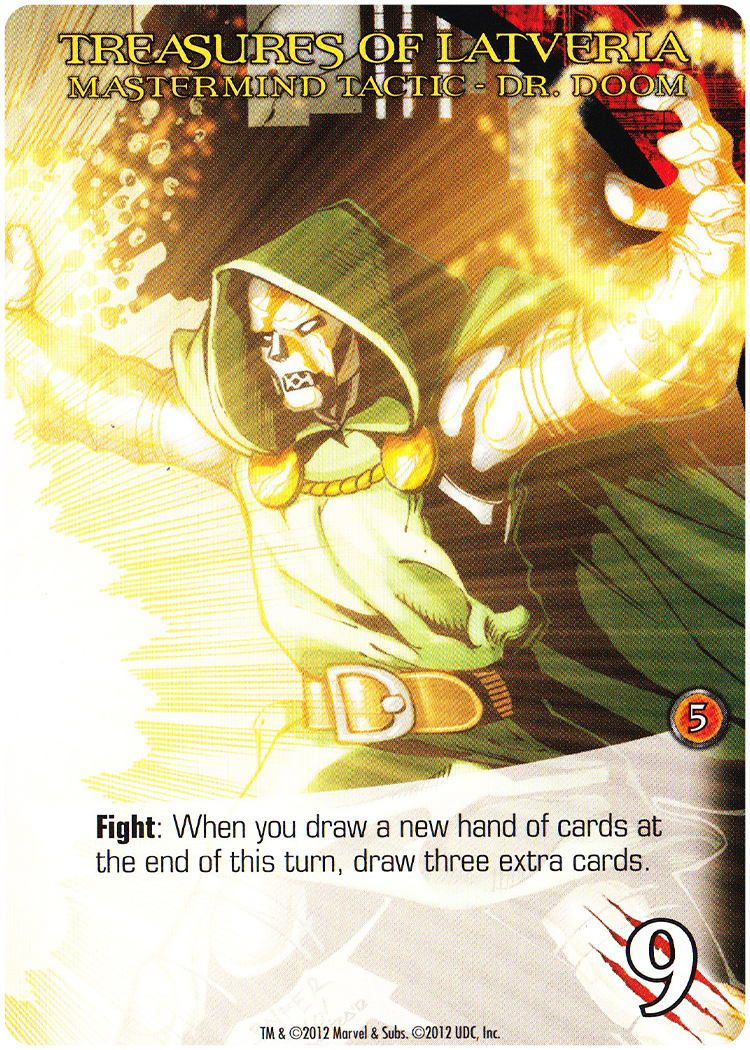 TREASURES OF LATVERIA
MASTERMIND TACTIC - DR. DOOM
5
Fight: When you draw a new hand of cards at
the end of this turn, draw three extra cards.
9
TM & ©2012 Marvel & Subs. ©2012 UDC, Inc.